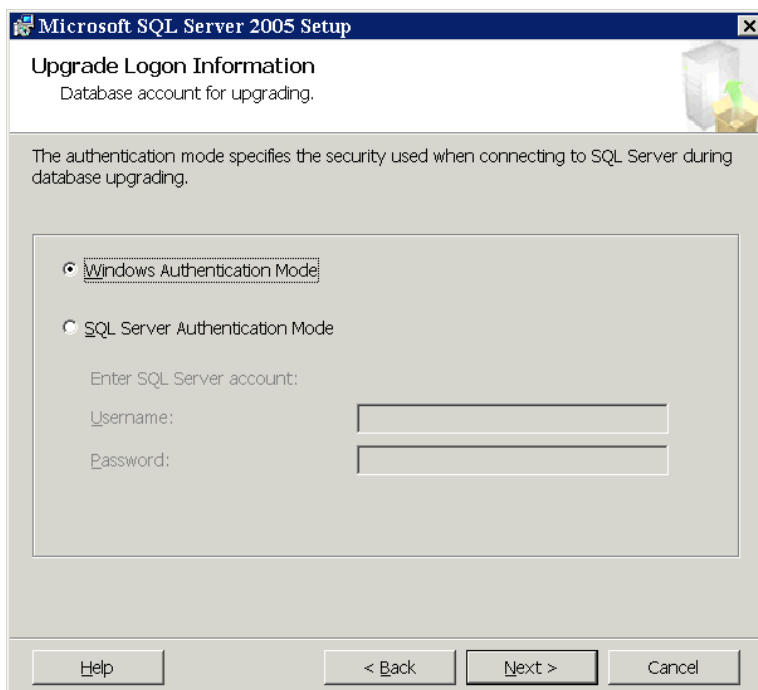 Microsoft SQL Server 2005 Setup
Upgrade Logon Information
Database account for upgrading.
The authentication mode specifies the security used when connecting to SQL Server during
database upgrading.
Windows Authentication Mode
SQL Server Authentication Mode
Enter SQL Server account:
Username:
Password:
Help
< Back
Next >
Cancel